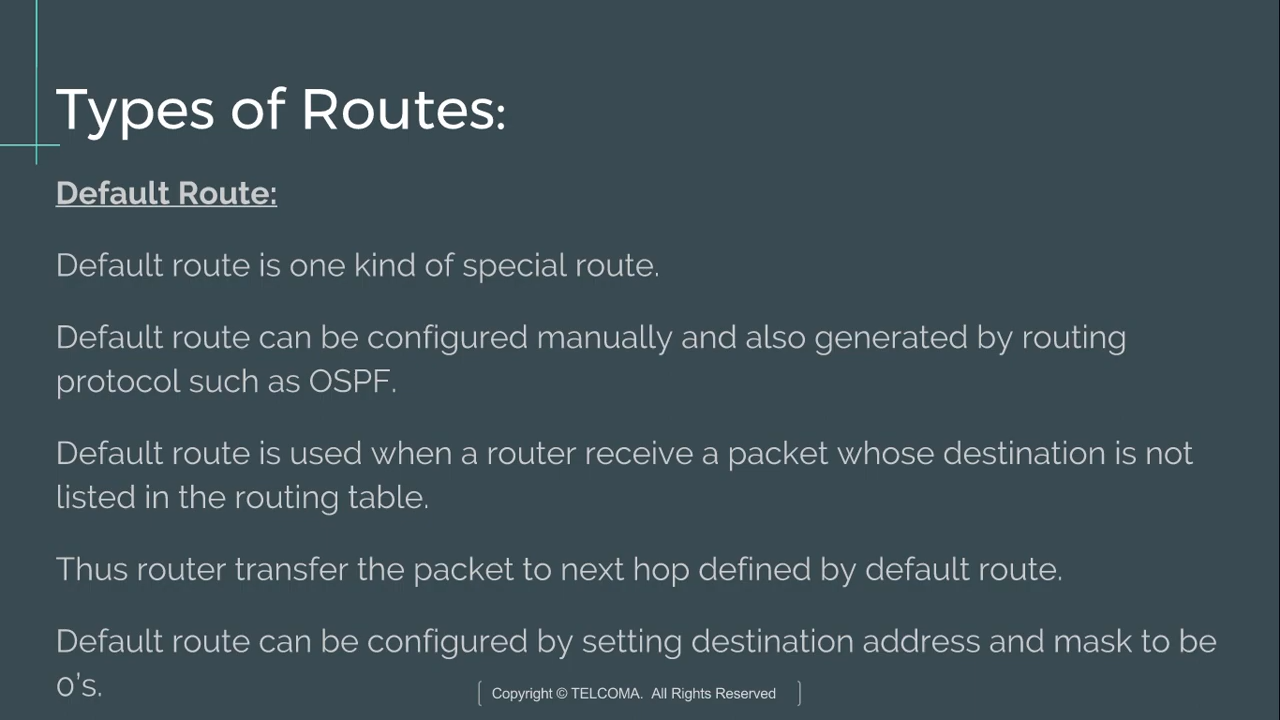 Types of Routes:
Default Route:
Default route is one kind of special route.
Default route can be configured manually and also generated by routing
protocol such as OSPF.
Default route is used when a router receive a packet whose destination is not
listed in the routing table.
Thus router transfer the packet to next hop defined by default route.
Default route can be configured by setting destination address and mask to be
0's.
Copyright © TELCOMA. All Rights Reserved